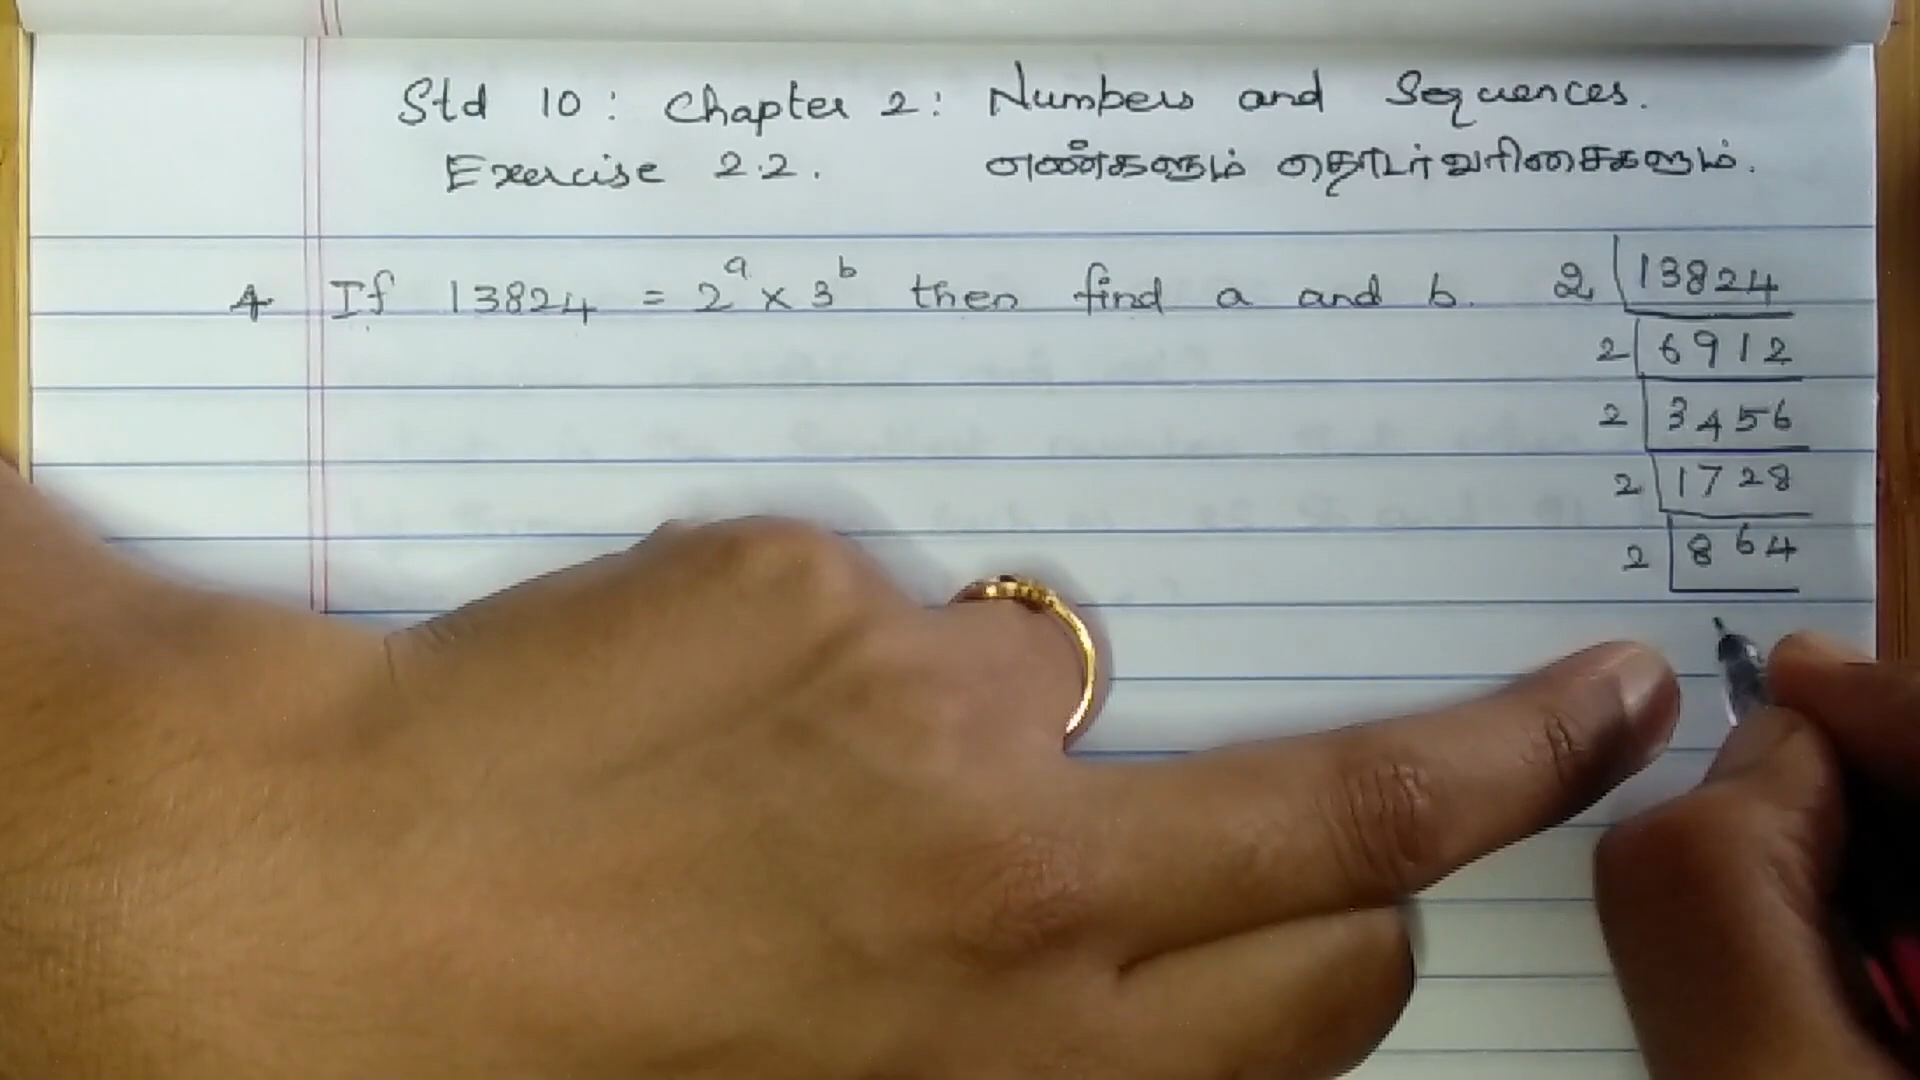 Std 10 : Chapter 2 : Numbers and Sequences.
Exercise 2.2. எண்களும் தொடர்வரிசைகளும்.
4 If 13824 = 2^a × 3^b then find a and b.
2 | 13824
2 | 6912
2 | 3456
2 | 1728
2 | 864